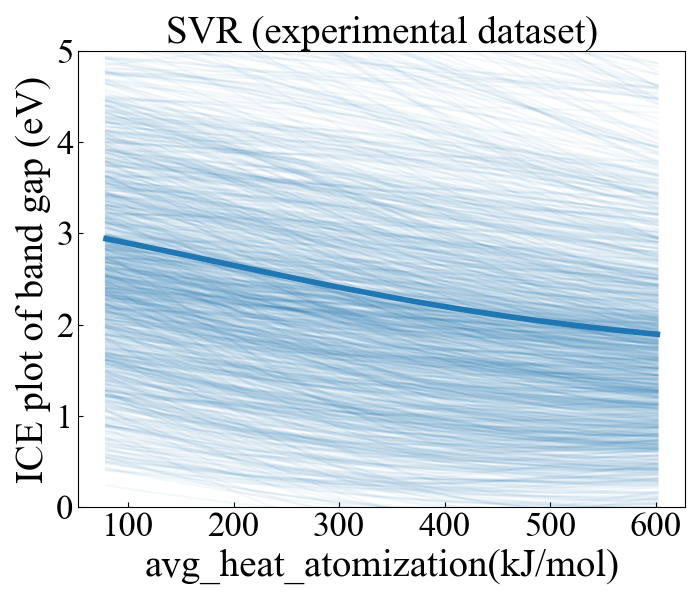 SVR (experimental dataset)
ICE plot of band gap (eV)
5
4
3
2
1
0
100 200 300 400 500 600
avg_heat_atomization(kJ/mol)